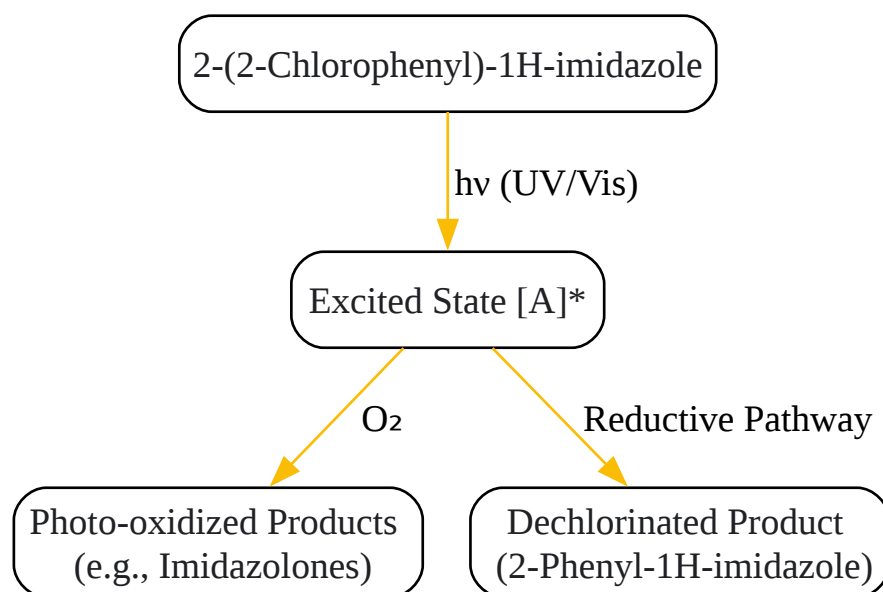 2-(2-Chlorophenyl)-1H-imidazole
hν (UV/Vis)
Excited State [A]*
O₂
Reductive Pathway
Photo-oxidized Products
(e.g., Imidazolones)
Dechlorinated Product
(2-Phenyl-1H-imidazole)